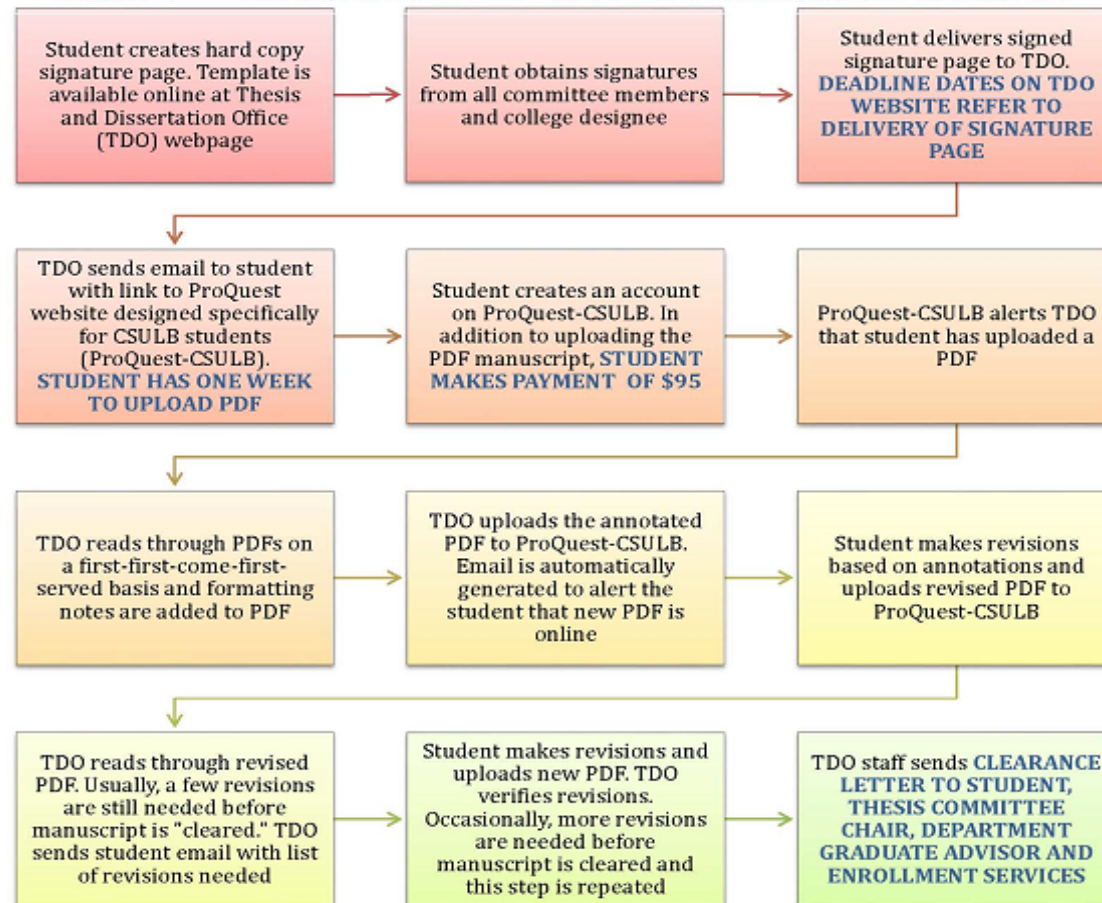 Student creates hard copy
signature page. Template is
available online at Thesis
and Dissertation Office
(TDO) webpage
Student obtains signatures
from all committee members
and college designee
Student delivers signed
signature page to TDO.
DEADLINE DATES ON TDO
WEBSITE REFER TO
DELIVERY OF SIGNATURE
PAGE
TDO sends email to student
with link to ProQuest
website designed specifically
for CSULB students
(ProQuest-CSULB).
STUDENT HAS ONE WEEK
TO UPLOAD PDF
Student creates an account
on ProQuest-CSULB. In
addition to uploading the
PDF manuscript, STUDENT
MAKES PAYMENT OF $95
ProQuest-CSULB alerts TDO
that student has uploaded a
PDF
TDO reads through PDFs on
a first-first-come-first-
served basis and formatting
notes are added to PDF
TDO uploads the annotated
PDF to ProQuest-CSULB.
Email is automatically
generated to alert the
student that new PDF is
online
Student makes revisions
based on annotations and
uploads revised PDF to
ProQuest-CSULB
TDO reads through revised
PDF. Usually, a few revisions
are still needed before
manuscript is "cleared." TDO
sends student email with list
of revisions needed
Student makes revisions and
uploads new PDF. TDO
verifies revisions.
Occasionally, more revisions
are needed before
manuscript is cleared and
this step is repeated
TDO staff sends CLEARANCE
LETTER TO STUDENT,
THESIS COMMITTEE
CHAIR, DEPARTMENT
GRADUATE ADVISOR AND
ENROLLMENT SERVICES